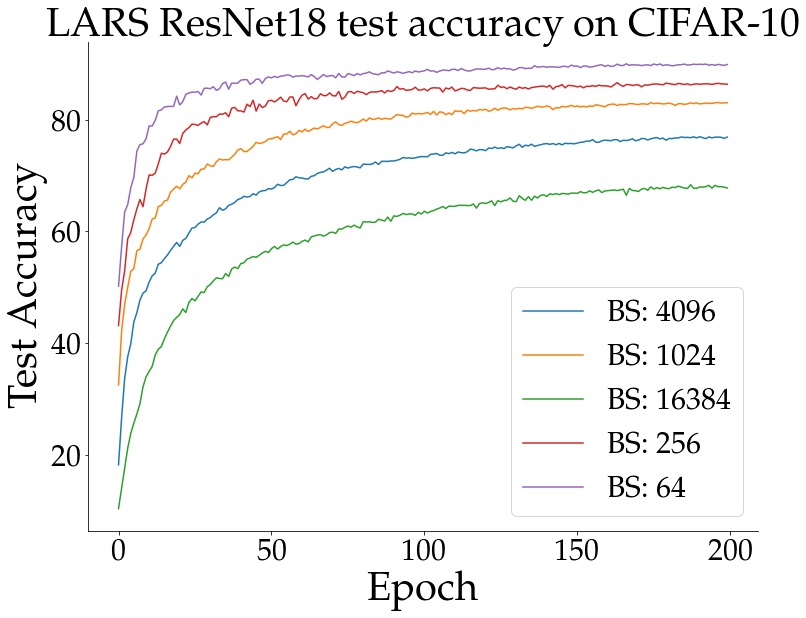 LARS ResNet18 test accuracy on CIFAR-10
Test Accuracy
80
60
40
20
BS: 4096
BS: 1024
BS: 16384
BS: 256
BS: 64
0 50 100 150 200
Epoch